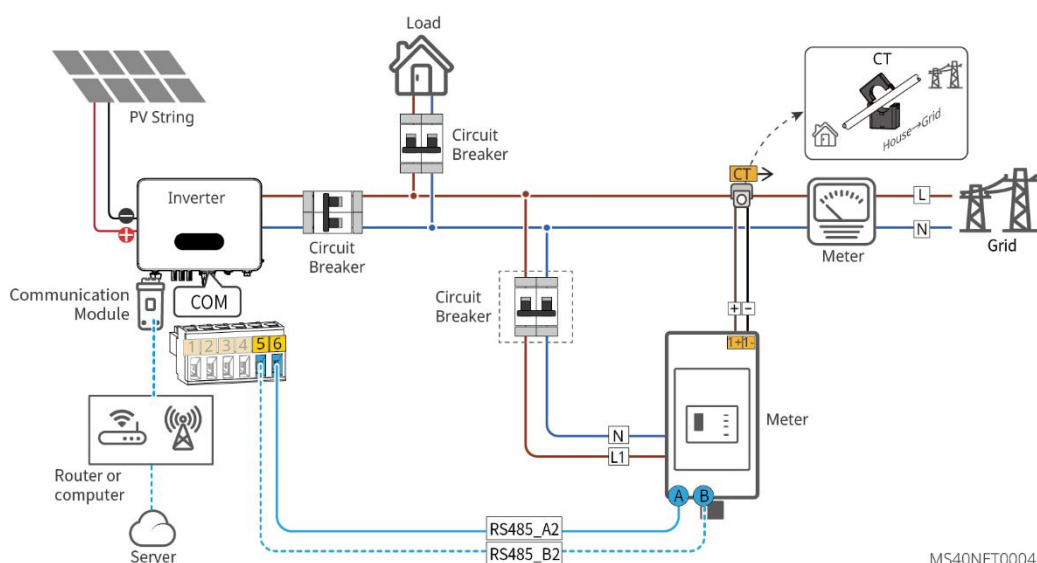 Load
CT
House→Grid
PV String
Circuit
Breaker
CT
Inverter
L
N
Circuit
Breaker
Meter
Grid
Communication
Module
COM
Circuit
Breaker
1 2 3 4 5 6
+ -
1+ 1-
Meter
N
L1
Router or
computer
A B
RS485_A2
RS485_B2
Server
MS40NET0004